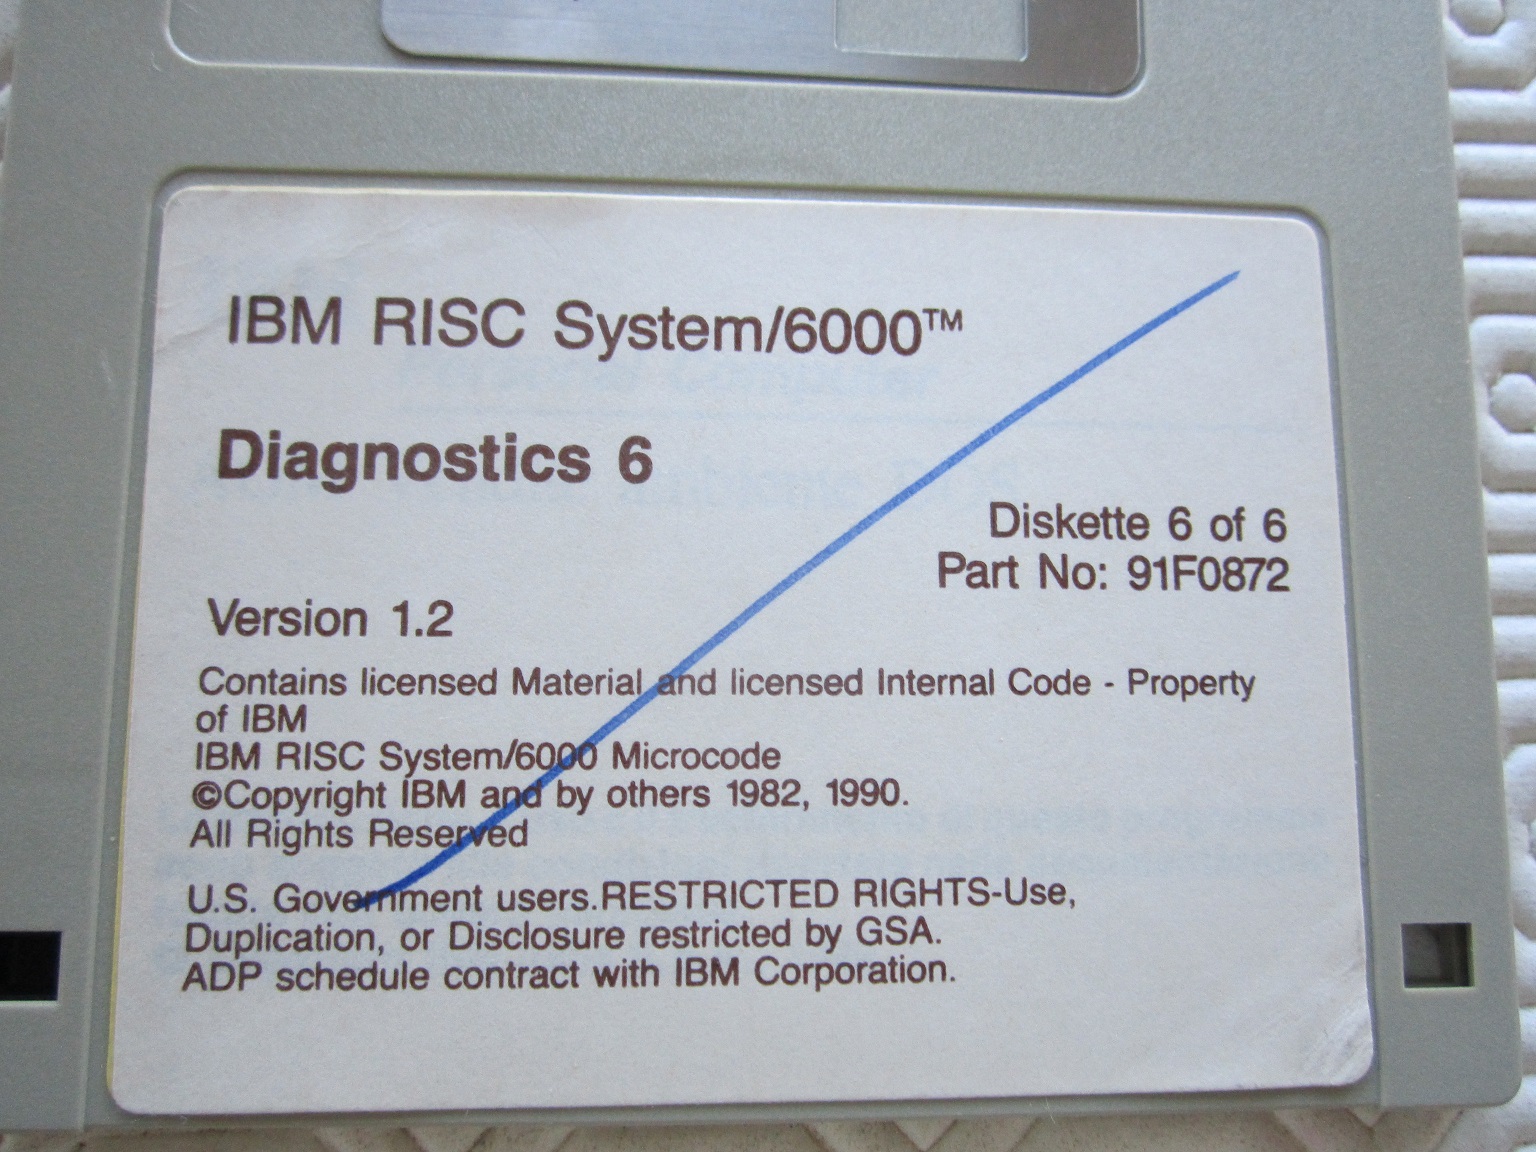 IBM RISC System/6000™
Diagnostics 6
Diskette 6 of 6
Part No: 91F0872
Version 1.2
Contains licensed Material and licensed Internal Code - Property
of IBM
IBM RISC System/6000 Microcode
©Copyright IBM and by others 1982, 1990.
All Rights Reserved
U.S. Government users.RESTRICTED RIGHTS-Use,
Duplication, or Disclosure restricted by GSA.
ADP schedule contract with IBM Corporation.